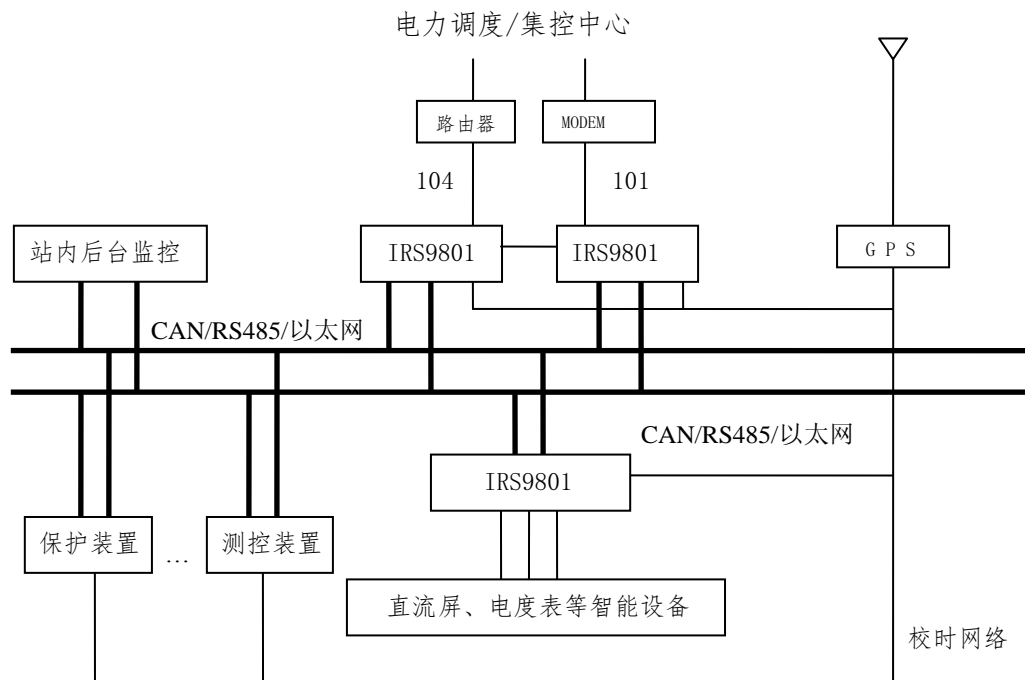 电力调度/集控中心
路由器
MODEM
104
101
站内后台监控
IRS9801
IRS9801
G P S
CAN/RS485/以太网
CAN/RS485/以太网
IRS9801
保护装置
...
测控装置
直流屏、电度表等智能设备
校时网络